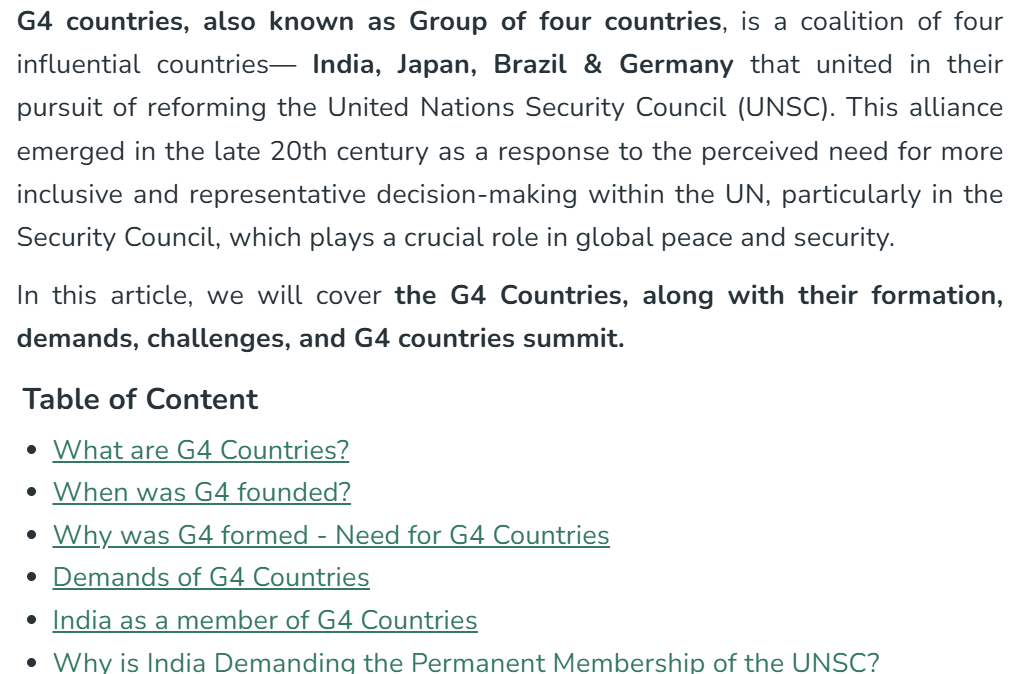 G4 countries, also known as Group of four countries, is a coalition of four
influential countries— India, Japan, Brazil & Germany that united in their
pursuit of reforming the United Nations Security Council (UNSC). This alliance
emerged in the late 20th century as a response to the perceived need for more
inclusive and representative decision-making within the UN, particularly in the
Security Council, which plays a crucial role in global peace and security.
In this article, we will cover the G4 Countries, along with their formation,
demands, challenges, and G4 countries summit.
Table of Content
• What are G4 Countries?
• When was G4 founded?
• Why was G4 formed - Need for G4 Countries
• Demands of G4 Countries
• India as a member of G4 Countries
• Why is India Demanding the Permanent Membership of the UNSC?